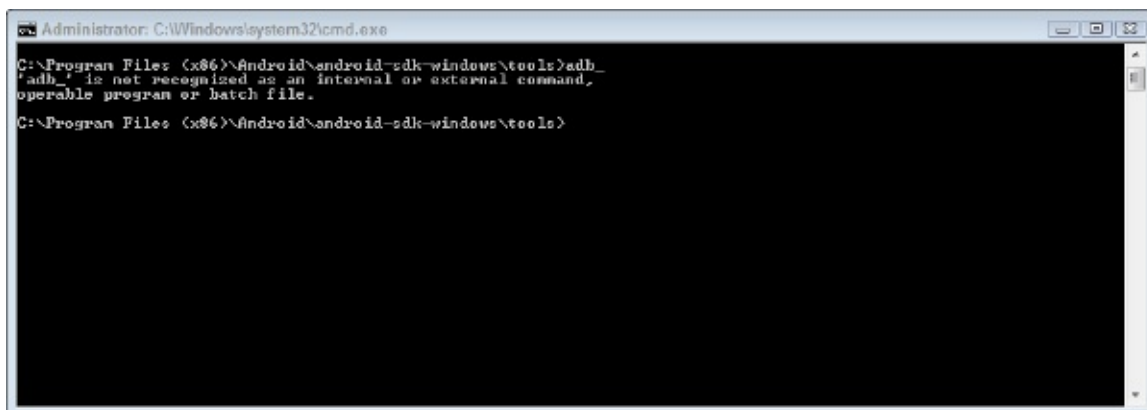 Administrator: C:\Windows\system32\cmd.exe
C:\Program Files (x86)\Android\android-sdk-windows\tools>adb_
'adb_' is not recognized as an internal or external command,
operable program or batch file.
C:\Program Files (x86)\Android\android-sdk-windows\tools>